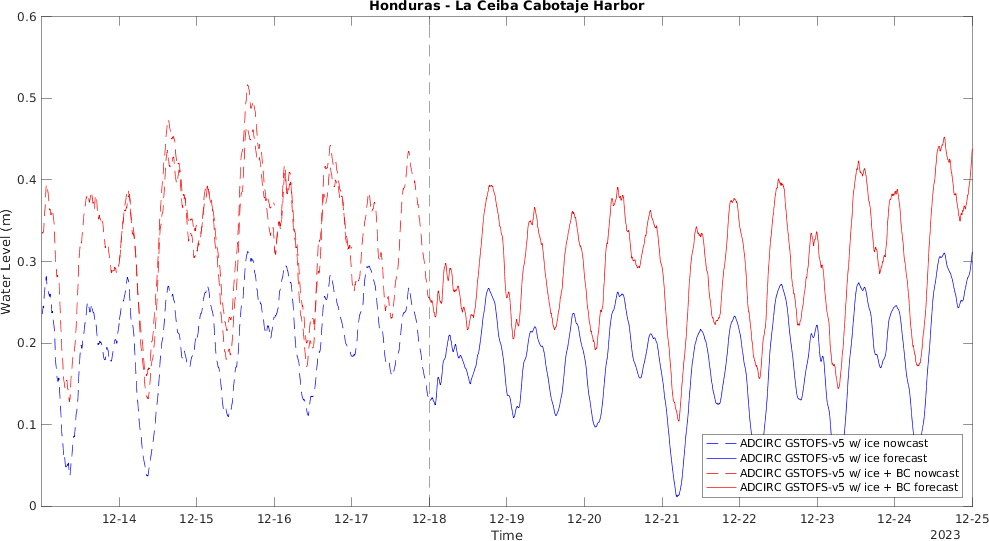 Honduras - La Ceiba Cabotaje Harbor
0.6
0.5
0.4
0.3
0.2
0.1
0
Water Level (m)
ADCIRC GSTOFS-v5 w/ ice nowcast
ADCIRC GSTOFS-v5 w/ ice forecast
ADCIRC GSTOFS-v5 w/ ice + BC nowcast
ADCIRC GSTOFS-v5 w/ ice + BC forecast
12-14 12-15 12-16 12-17 12-18 12-19 12-20 12-21 12-22 12-23 12-24 12-25
Time
2023